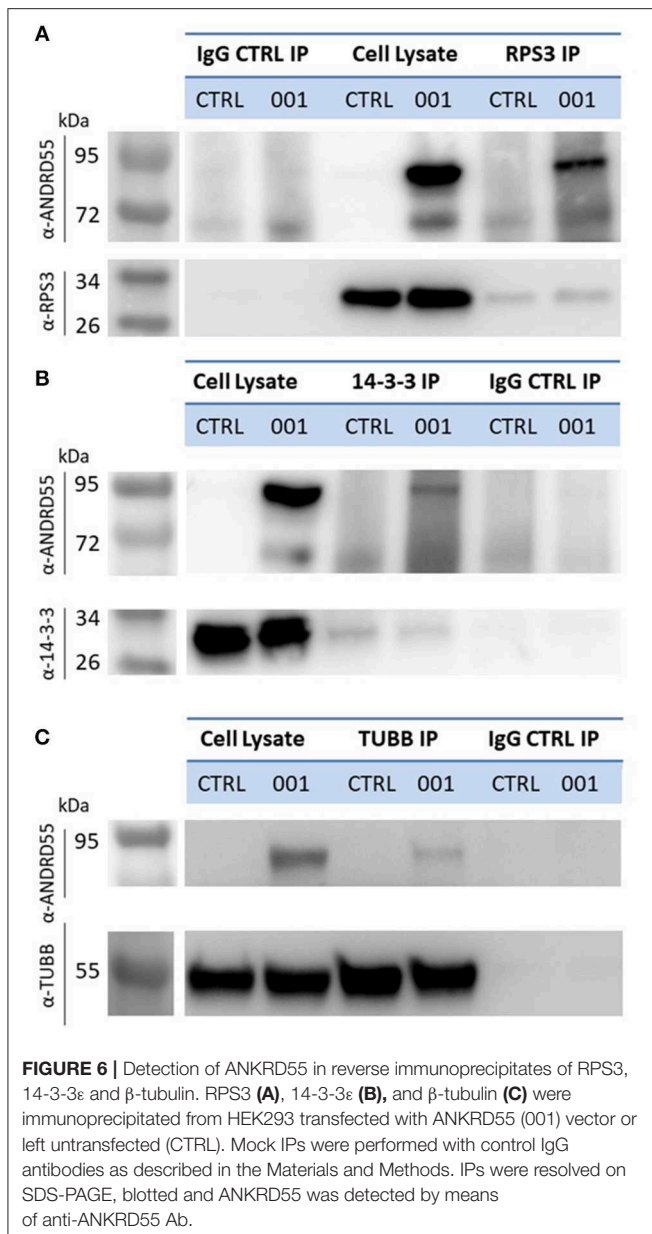 A
IgG CTRL IP Cell Lysate RPS3 IP
CTRL 001 CTRL 001 CTRL 001
kDa
α-ANDRD55
95
72
α-RPS3
34
26
B
Cell Lysate 14-3-3 IP IgG CTRL IP
CTRL 001 CTRL 001 CTRL 001
kDa
α-ANDRD55
95
72
α-14-3-3
34
26
C
Cell Lysate TUBB IP IgG CTRL IP
CTRL 001 CTRL 001 CTRL 001
kDa
α-ANDRD55
95
α-TUBB
55
FIGURE 6 | Detection of ANKRD55 in reverse immunoprecipitates of RPS3,
14-3-3ε and β-tubulin. RPS3 (A), 14-3-3ε (B), and β-tubulin (C) were
immunoprecipitated from HEK293 transfected with ANKRD55 (001) vector or
left untransfected (CTRL). Mock IPs were performed with control IgG
antibodies as described in the Materials and Methods. IPs were resolved on
SDS-PAGE, blotted and ANKRD55 was detected by means
of anti-ANKRD55 Ab.